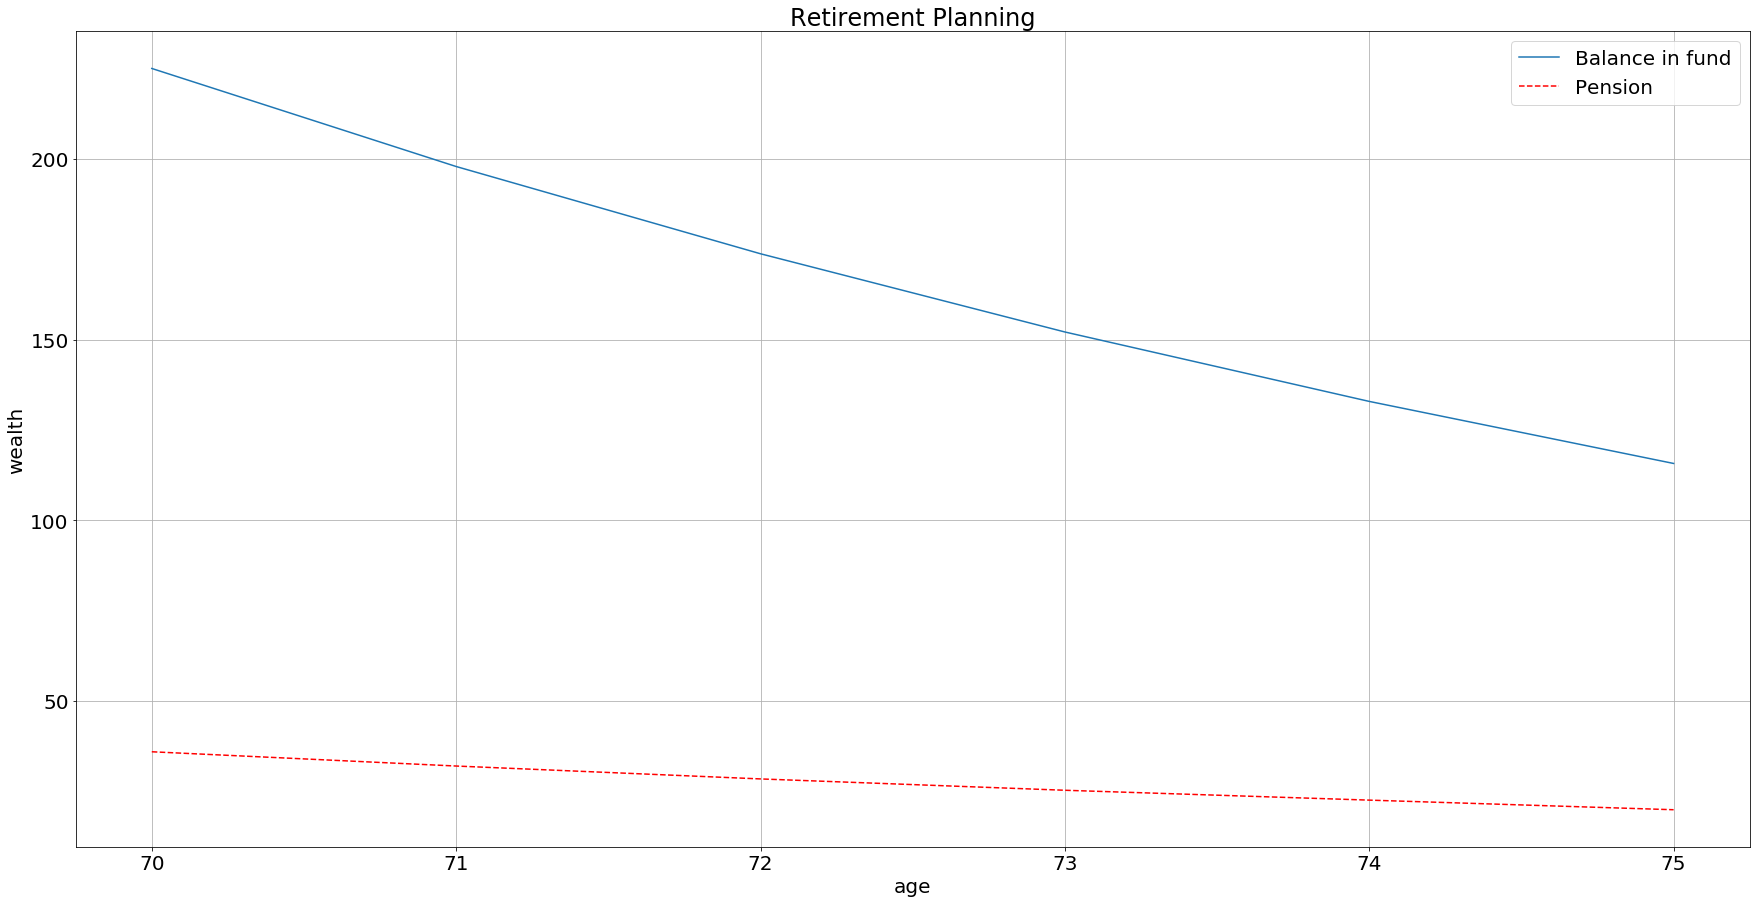 Retirement Planning
Balance in fund
Pension
200
150
100
50
wealth
70 71 72 73 74 75
age